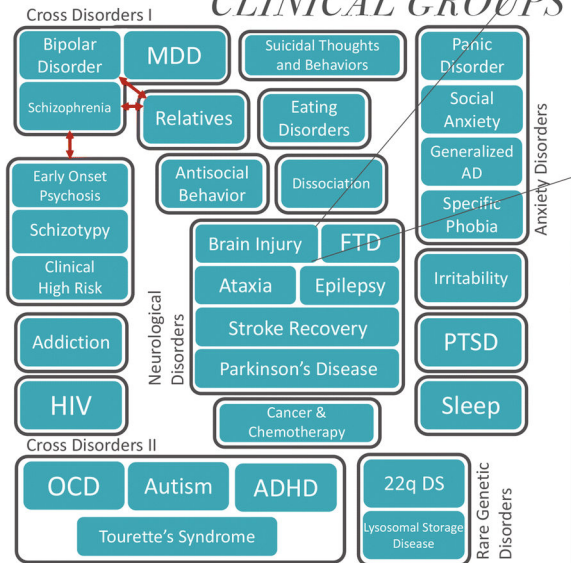 CLINICAL GROUPS
Cross Disorders I
Bipolar
Disorder
MDD
Schizophrenia
Relatives
Suicidal Thoughts
and Behaviors
Eating
Disorders
Antisocial
Behavior
Dissociation
Panic
Disorder
Social
Anxiety
Generalized
AD
Specific
Phobia
Anxiety Disorders
Early Onset
Psychosis
Schizotypy
Clinical
High Risk
Neurological
Disorders
Brain Injury
FTD
Ataxia
Epilepsy
Stroke Recovery
Parkinson's Disease
Irritability
Addiction
PTSD
HIV
Cancer &
Chemotherapy
Sleep
Cross Disorders II
OCD
Autism
ADHD
Tourette's Syndrome
22q DS
Lysosomal Storage
Disease
Rare Genetic
Disorders